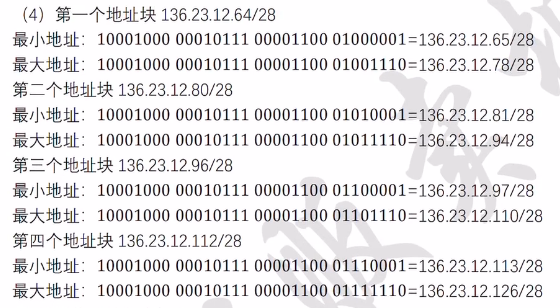 （4）第一个地址块 136.23.12.64/28
最小地址：10001000 00010111 00001100 01000001=136.23.12.65/28
最大地址：10001000 00010111 00001100 01001110=136.23.12.78/28
第二个地址块 136.23.12.80/28
最小地址：10001000 00010111 00001100 01010001=136.23.12.81/28
最大地址：10001000 00010111 00001100 01011110=136.23.12.94/28
第三个地址块 136.23.12.96/28
最小地址：10001000 00010111 00001100 01100001=136.23.12.97/28
最大地址：10001000 00010111 00001100 01101110=136.23.12.110/28
第四个地址块 136.23.12.112/28
最小地址：10001000 00010111 00001100 01110001=136.23.12.113/28
最大地址：10001000 00010111 00001100 01111110=136.23.12.126/28